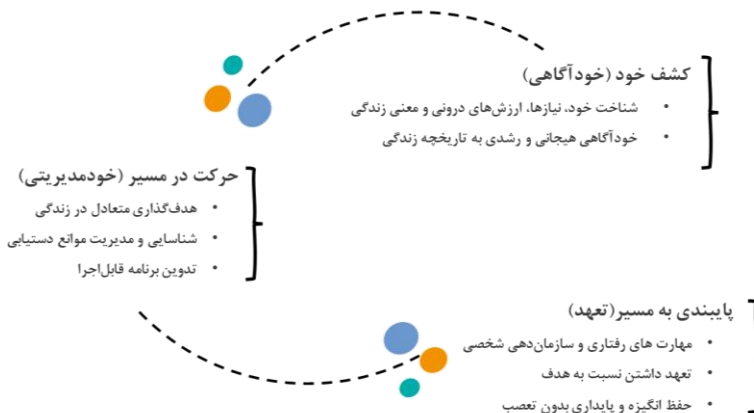 کشف خود (خودآگاهی)
• شناخت خود، نیازها، ارزش‌های درونی و معنی زندگی
• خودآگاهی هیجانی و رشدی به تاریخچه زندگی
حرکت در مسیر (خودمدیریتی)
• هدف‌گذاری متعادل در زندگی
• شناسایی و مدیریت موانع دستیابی
• تدوین برنامه قابل‌اجرا
پایبندی به مسیر(تعهد)
• مهارت های رفتاری و سازمان‌دهی شخصی
• تعهد داشتن نسبت به هدف
• حفظ انگیزه و پایداری بدون تعصب